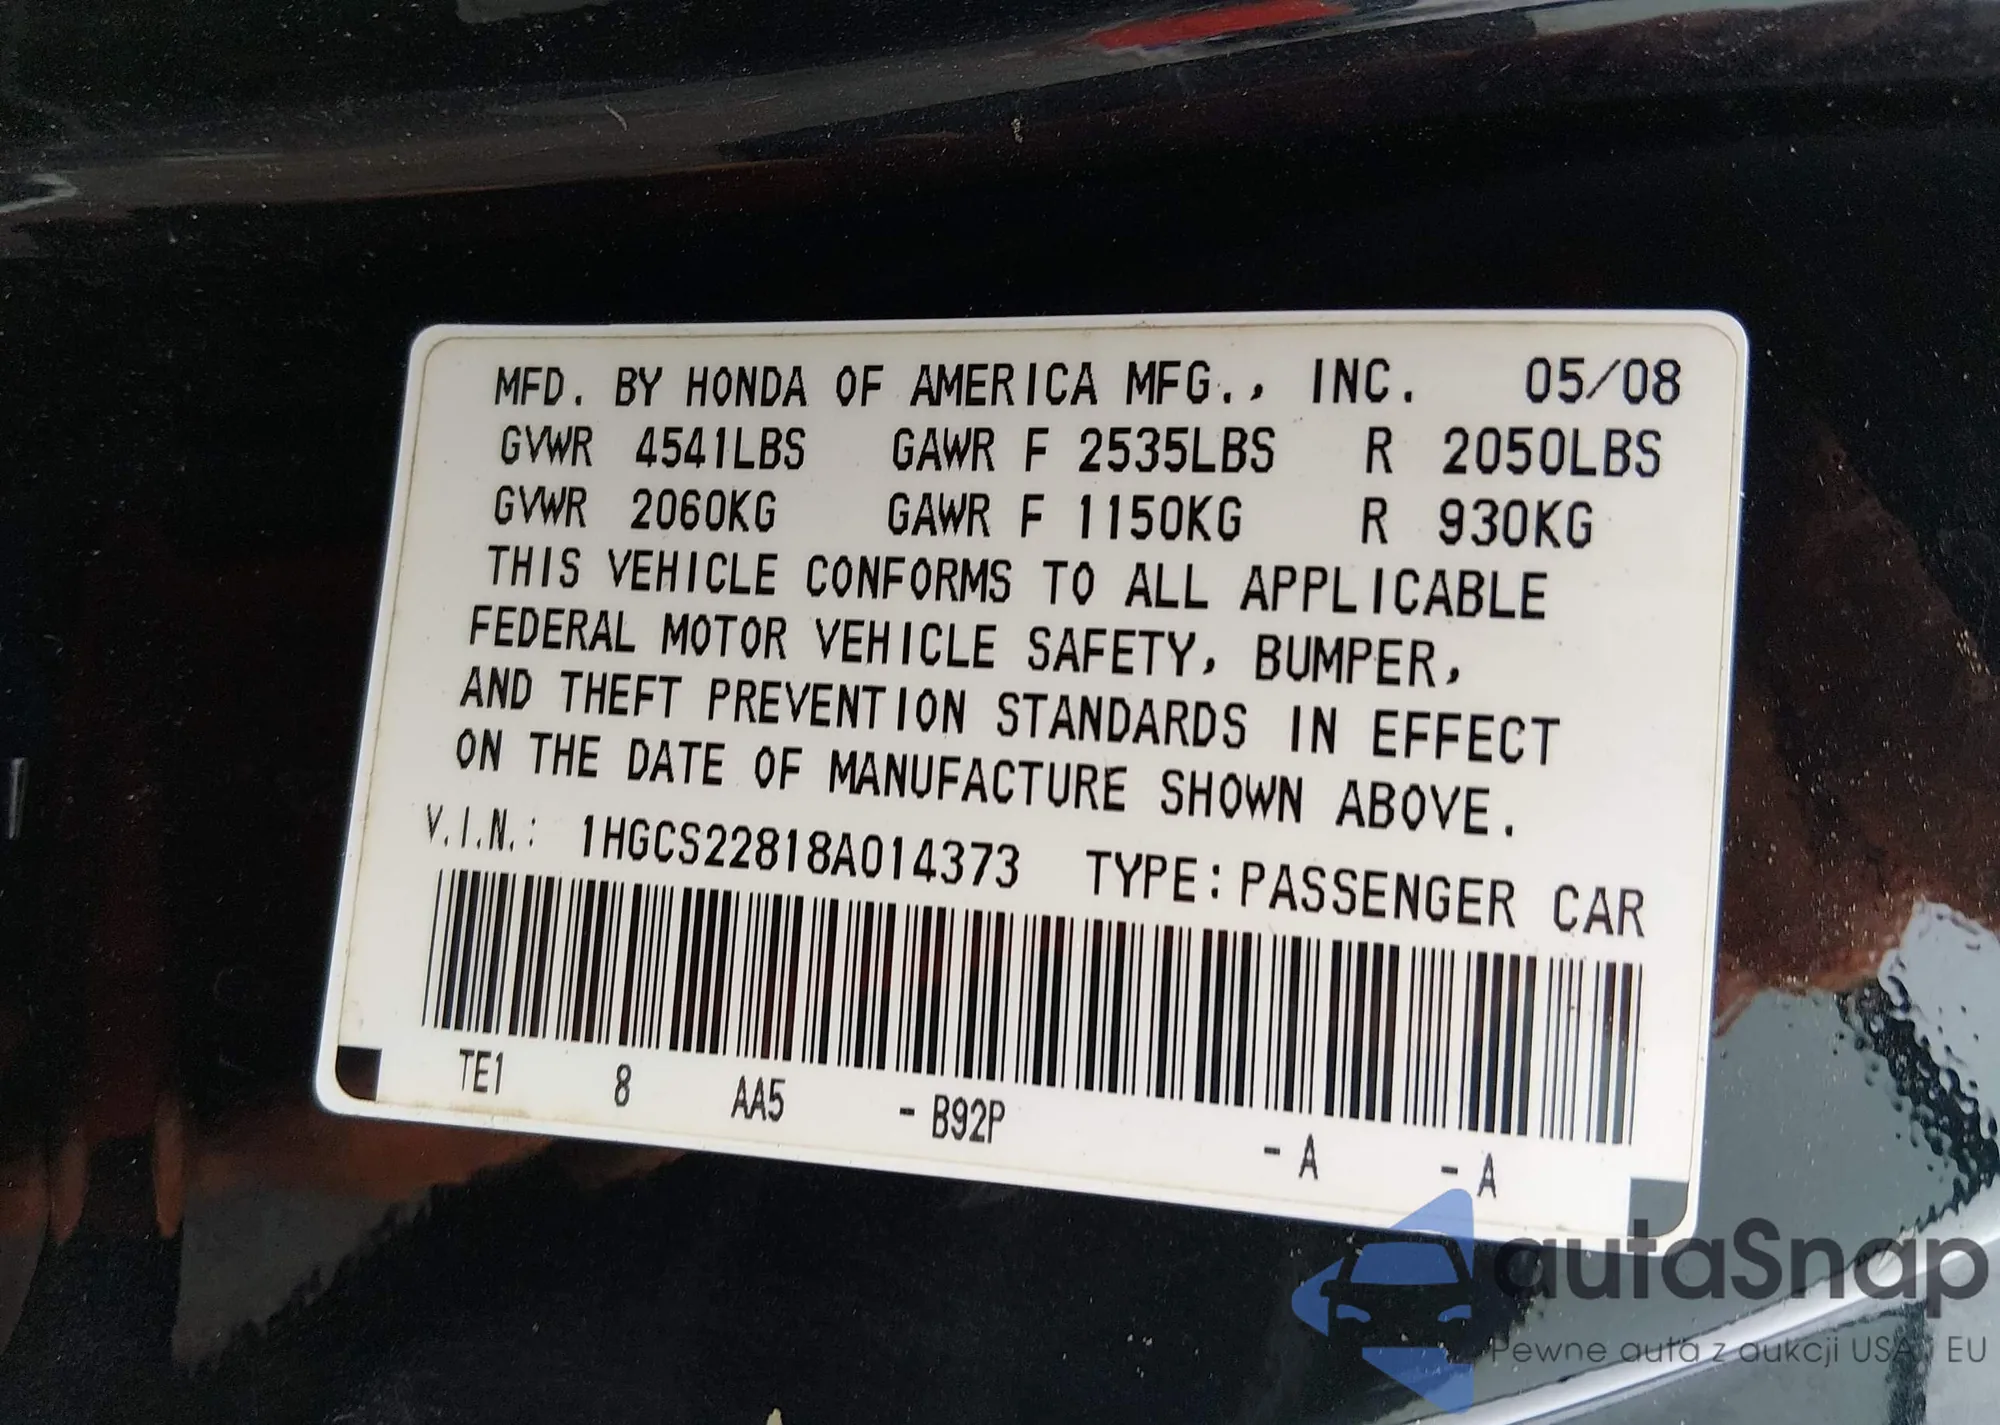 MFD. BY HONDA OF AMERICA MFG., INC. 05/08
GVWR 4541LBS GAWR F 2535LBS R 2050LBS
GVWR 2060KG GAWR F 1150KG R 930KG
THIS VEHICLE CONFORMS TO ALL APPLICABLE
FEDERAL MOTOR VEHICLE SAFETY, BUMPER,
AND THEFT PREVENTION STANDARDS IN EFFECT
ON THE DATE OF MANUFACTURE SHOWN ABOVE.
V.I.N.: 1HGCS22818A014373 TYPE: PASSENGER CAR
TE1 8 AA5 - B92P - A - A
autaSnap
Pewne auta z aukcji USA i EU